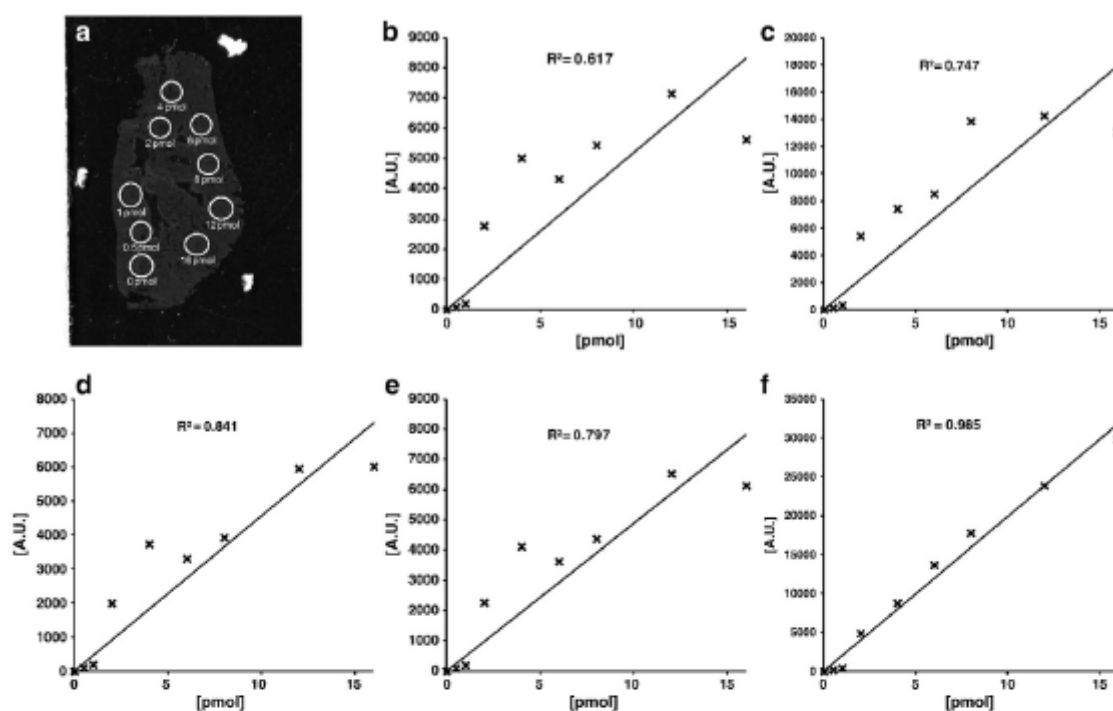 a
4 pmol
2 pmol
6 pmol
8 pmol
1 pmol
12 pmol
0.5 pmol
16 pmol
0 pmol
b
9000
8000
7000
6000
5000
4000
3000
2000
1000
0
[A.U.]
R² = 0.617
0
5
10
15
[pmol]
c
20000
18000
16000
14000
12000
10000
8000
6000
4000
2000
0
[A.U.]
R² = 0.747
0
5
10
15
[pmol]
d
8000
7000
6000
5000
4000
3000
2000
1000
0
[A.U.]
R² = 0.841
0
5
10
15
[pmol]
e
9000
8000
7000
6000
5000
4000
3000
2000
1000
0
[A.U.]
R² = 0.797
0
5
10
15
[pmol]
f
35000
30000
25000
20000
15000
10000
5000
0
[A.U.]
R² = 0.985
0
5
10
15
[pmol]